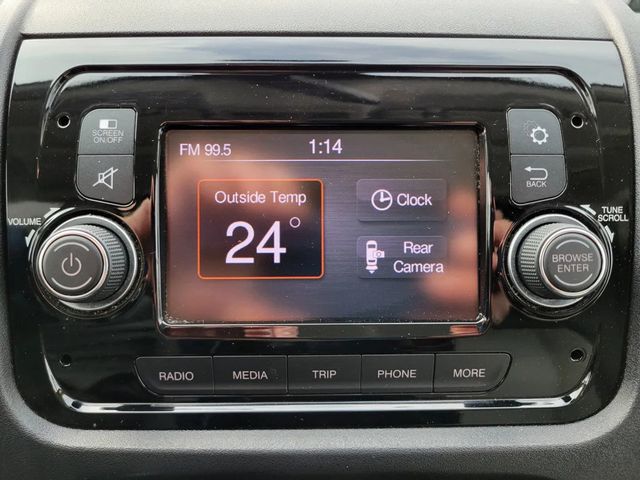 SCREEN
ON/OFF
FM 99.5
1:14
Outside Temp
24°
Clock
Rear
Camera
BACK
VOLUME
TUNE
SCROLL
BROWSE
ENTER
RADIO
MEDIA
TRIP
PHONE
MORE